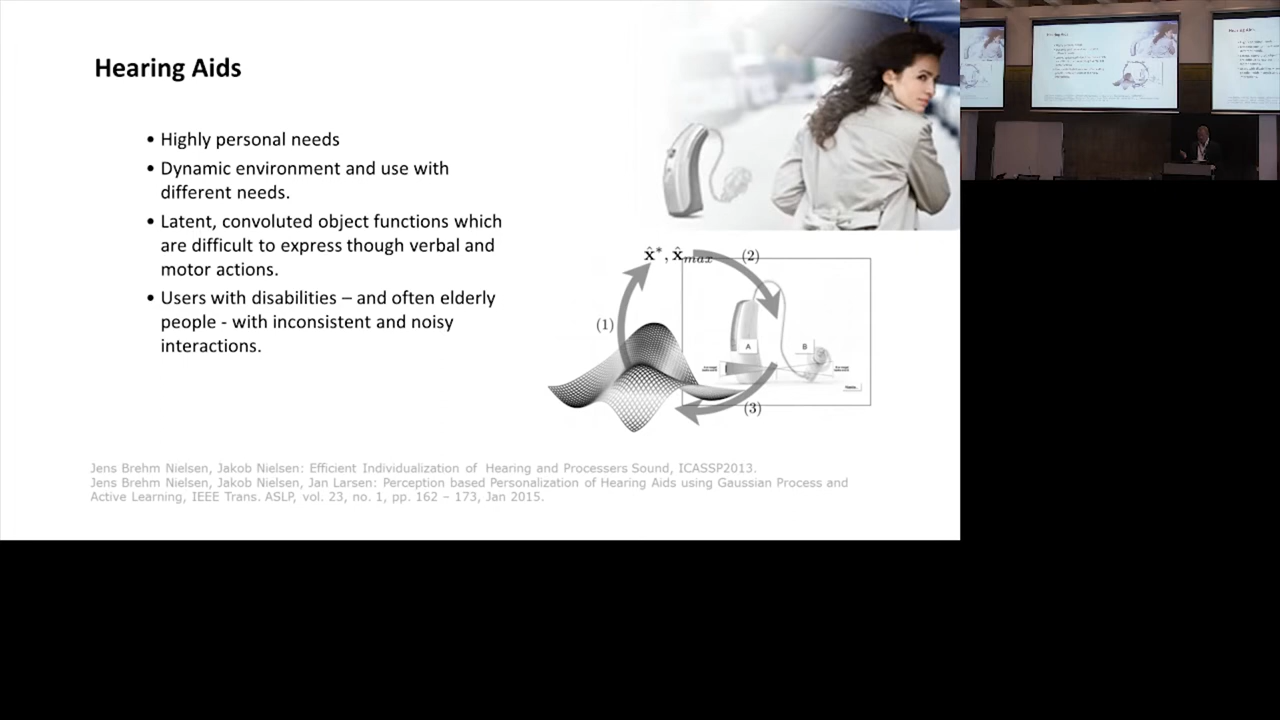 Hearing Aids
• Highly personal needs
• Dynamic environment and use with
different needs.
• Latent, convoluted object functions which
are difficult to express though verbal and
motor actions.
• Users with disabilities – and often elderly
people - with inconsistent and noisy
interactions.
x̂*, x̂max
(2)
(1)
A
B
(3)
Jens Brehm Nielsen, Jakob Nielsen: Efficient Individualization of Hearing and Processers Sound, ICASSP2013.
Jens Brehm Nielsen, Jakob Nielsen, Jan Larsen: Perception based Personalization of Hearing Aids using Gaussian Process and
Active Learning, IEEE Trans. ASLP, vol. 23, no. 1, pp. 162 – 173, Jan 2015.